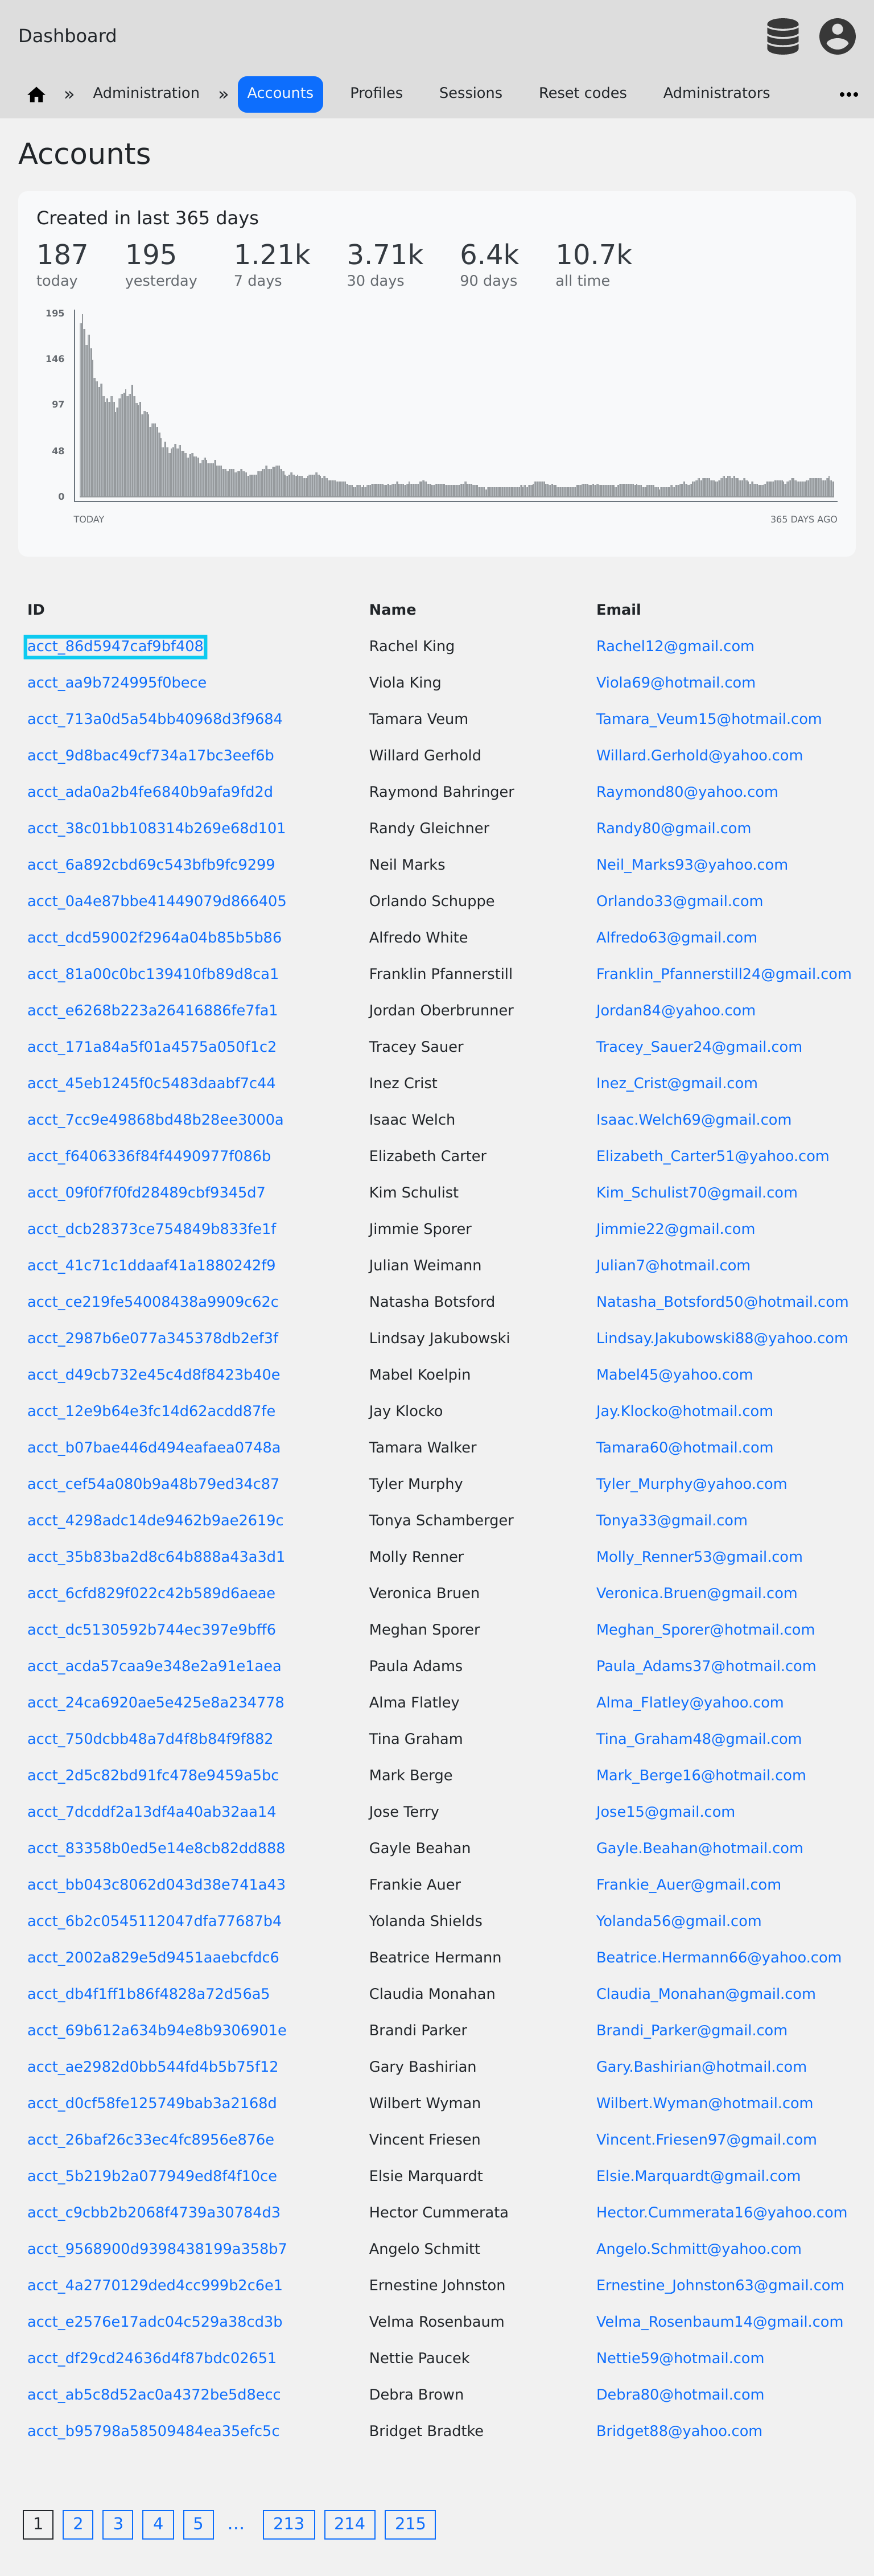 Dashboard
» Administration » Accounts Profiles Sessions Reset codes Administrators •••
Accounts
Created in last 365 days
187 195 1.21k 3.71k 6.4k 10.7k
today yesterday 7 days 30 days 90 days all time
195
146
97
48
0
TODAY 365 DAYS AGO
ID Name Email
acct_86d5947caf9bf408 Rachel King Rachel12@gmail.com
acct_aa9b724995f0bece Viola King Viola69@hotmail.com
acct_713a0d5a54bb40968d3f9684 Tamara Veum Tamara_Veum15@hotmail.com
acct_9d8bac49cf734a17bc3eef6b Willard Gerhold Willard.Gerhold@yahoo.com
acct_ada0a2b4fe6840b9afa9fd2d Raymond Bahringer Raymond80@yahoo.com
acct_38c01bb108314b269e68d101 Randy Gleichner Randy80@gmail.com
acct_6a892cbd69c543bfb9fc9299 Neil Marks Neil_Marks93@yahoo.com
acct_0a4e87bbe41449079d866405 Orlando Schuppe Orlando33@gmail.com
acct_dcd59002f2964a04b85b5b86 Alfredo White Alfredo63@gmail.com
acct_81a00c0bc139410fb89d8ca1 Franklin Pfannerstill Franklin_Pfannerstill24@gmail.com
acct_e6268b223a26416886fe7fa1 Jordan Oberbrunner Jordan84@yahoo.com
acct_171a84a5f01a4575a050f1c2 Tracey Sauer Tracey_Sauer24@gmail.com
acct_45eb1245f0c5483daabf7c44 Inez Crist Inez_Crist@gmail.com
acct_7cc9e49868bd48b28ee3000a Isaac Welch Isaac.Welch69@gmail.com
acct_f6406336f84f4490977f086b Elizabeth Carter Elizabeth_Carter51@yahoo.com
acct_09f0f7f0fd28489cbf9345d7 Kim Schulist Kim_Schulist70@gmail.com
acct_dcb28373ce754849b833fe1f Jimmie Sporer Jimmie22@gmail.com
acct_41c71c1ddaaf41a1880242f9 Julian Weimann Julian7@hotmail.com
acct_ce219fe54008438a9909c62c Natasha Botsford Natasha_Botsford50@hotmail.com
acct_2987b6e077a345378db2ef3f Lindsay Jakubowski Lindsay.Jakubowski88@yahoo.com
acct_d49cb732e45c4d8f8423b40e Mabel Koelpin Mabel45@yahoo.com
acct_12e9b64e3fc14d62acdd87fe Jay Klocko Jay.Klocko@hotmail.com
acct_b07bae446d494eafaea0748a Tamara Walker Tamara60@hotmail.com
acct_cef54a080b9a48b79ed34c87 Tyler Murphy Tyler_Murphy@yahoo.com
acct_4298adc14de9462b9ae2619c Tonya Schamberger Tonya33@gmail.com
acct_35b83ba2d8c64b888a43a3d1 Molly Renner Molly_Renner53@gmail.com
acct_6cfd829f022c42b589d6aeae Veronica Bruen Veronica.Bruen@gmail.com
acct_dc5130592b744ec397e9bff6 Meghan Sporer Meghan_Sporer@hotmail.com
acct_acda57caa9e348e2a91e1aea Paula Adams Paula_Adams37@hotmail.com
acct_24ca6920ae5e425e8a234778 Alma Flatley Alma_Flatley@yahoo.com
acct_750dcbb48a7d4f8b84f9f882 Tina Graham Tina_Graham48@gmail.com
acct_2d5c82bd91fc478e9459a5bc Mark Berge Mark_Berge16@hotmail.com
acct_7dcddf2a13df4a40ab32aa14 Jose Terry Jose15@gmail.com
acct_83358b0ed5e14e8cb82dd888 Gayle Beahan Gayle.Beahan@hotmail.com
acct_bb043c8062d043d38e741a43 Frankie Auer Frankie_Auer@gmail.com
acct_6b2c0545112047dfa77687b4 Yolanda Shields Yolanda56@gmail.com
acct_2002a829e5d9451aaebcfdc6 Beatrice Hermann Beatrice.Hermann66@yahoo.com
acct_db4f1ff1b86f4828a72d56a5 Claudia Monahan Claudia_Monahan@gmail.com
acct_69b612a634b94e8b9306901e Brandi Parker Brandi_Parker@gmail.com
acct_ae2982d0bb544fd4b5b75f12 Gary Bashirian Gary.Bashirian@hotmail.com
acct_d0cf58fe125749bab3a2168d Wilbert Wyman Wilbert.Wyman@hotmail.com
acct_26baf26c33ec4fc8956e876e Vincent Friesen Vincent.Friesen97@gmail.com
acct_5b219b2a077949ed8f4f10ce Elsie Marquardt Elsie.Marquardt@gmail.com
acct_c9cbb2b2068f4739a30784d3 Hector Cummerata Hector.Cummerata16@yahoo.com
acct_9568900d9398438199a358b7 Angelo Schmitt Angelo.Schmitt@yahoo.com
acct_4a2770129ded4cc999b2c6e1 Ernestine Johnston Ernestine_Johnston63@gmail.com
acct_e2576e17adc04c529a38cd3b Velma Rosenbaum Velma_Rosenbaum14@gmail.com
acct_df29cd24636d4f87bdc02651 Nettie Paucek Nettie59@hotmail.com
acct_ab5c8d52ac0a4372be5d8ecc Debra Brown Debra80@hotmail.com
acct_b95798a58509484ea35efc5c Bridget Bradtke Bridget88@yahoo.com
1 2 3 4 5 … 213 214 215